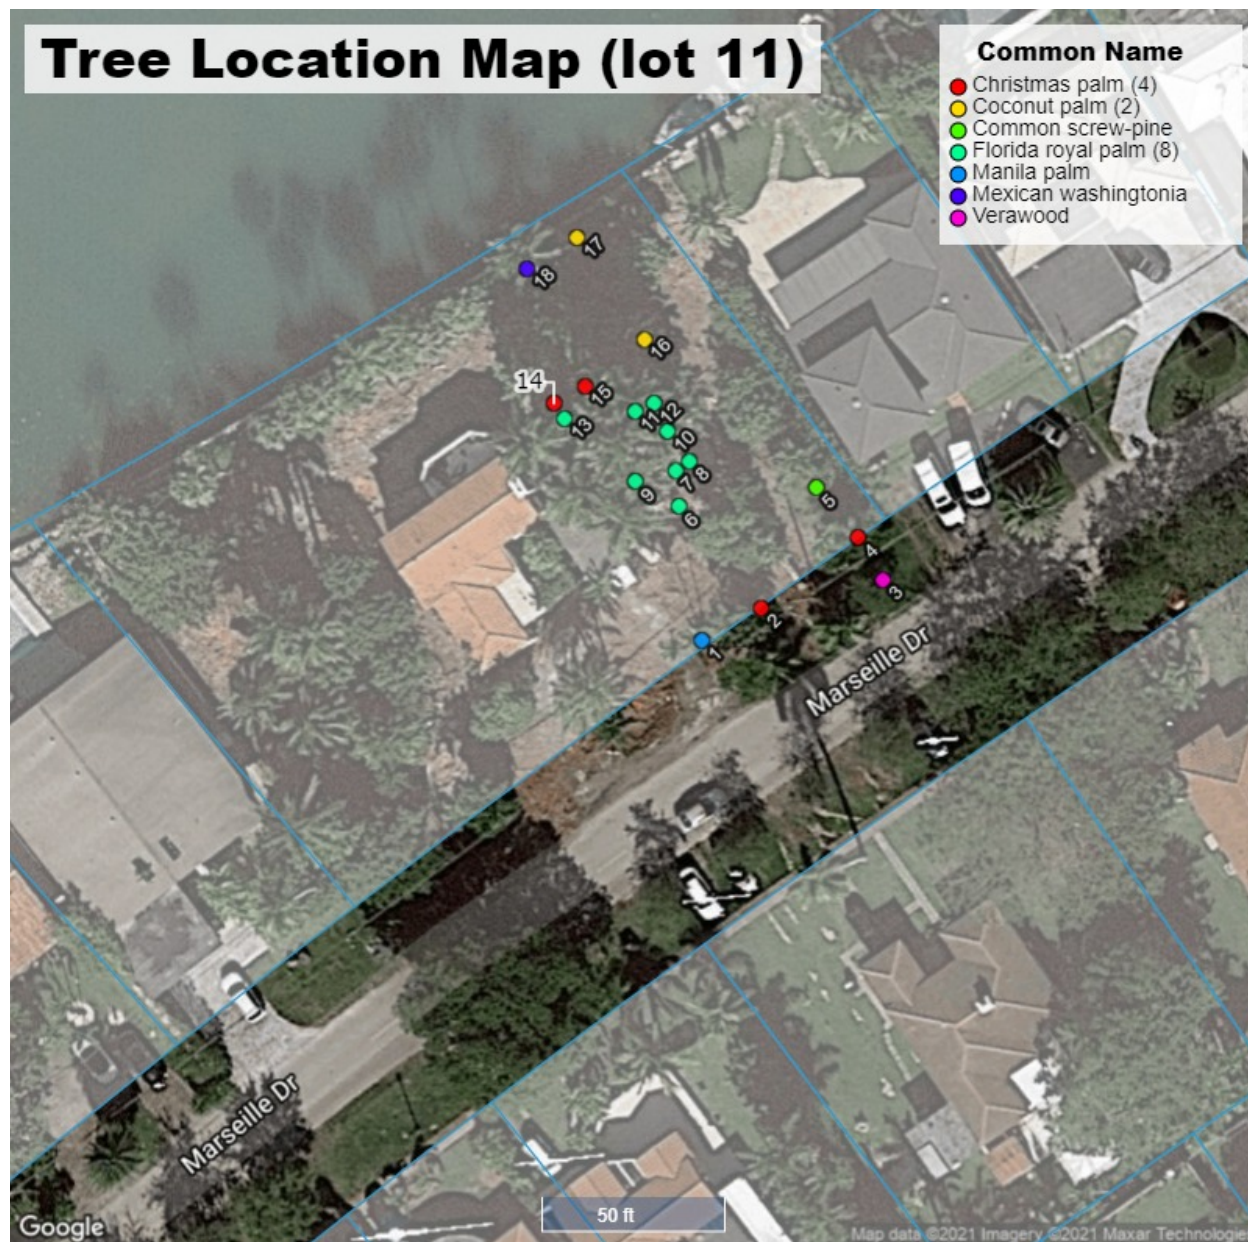 Tree Location Map (lot 11)
Common Name
Christmas palm (4)
Coconut palm (2)
Common screw-pine
Florida royal palm (8)
Manila palm
Mexican washingtonia
Verawood
17
18
16
14
15
13
11
12
10
8
7
9
6
5
4
3
2
1
Marseille Dr
Marseille Dr
50 ft
Google
Map data ©2021 Imagery ©2021 Maxar Technologie